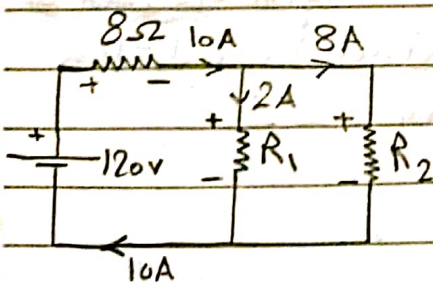 8Ω 10A 8A
+ -
2A
+ + +
120V R₁ R₂
- -
10A